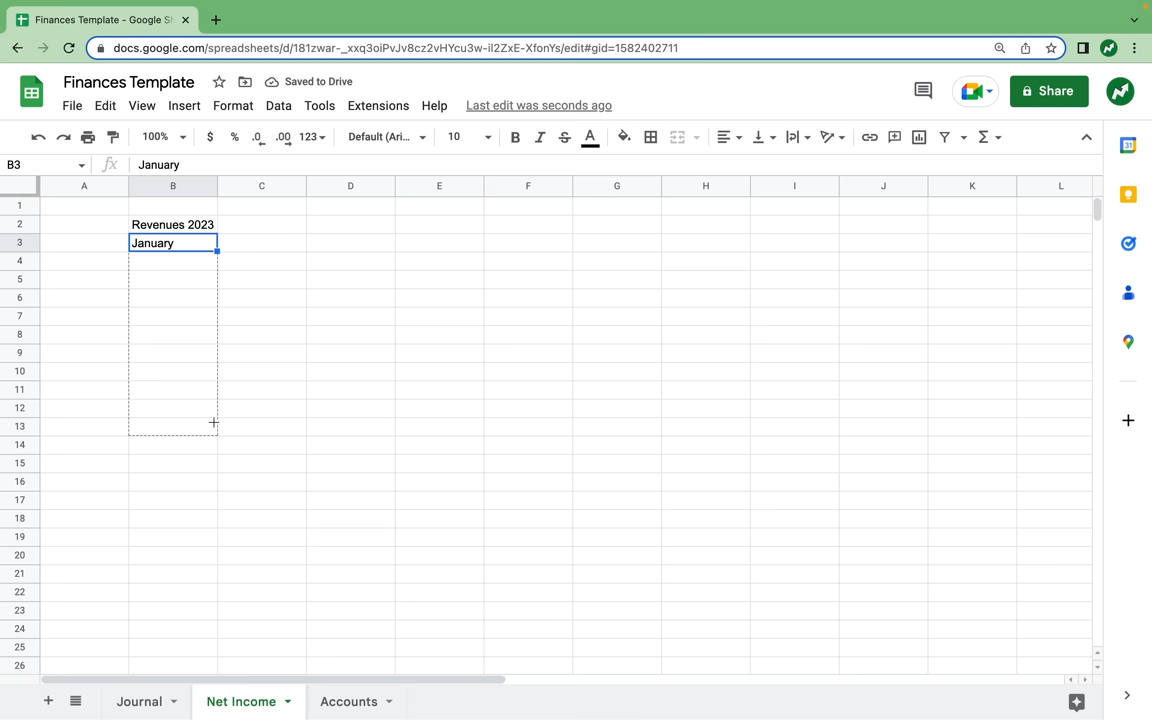 Finances Template - Google Sh
docs.google.com/spreadsheets/d/181zwar-_xxq3oiPvJv8cz2vHYcu3w-il2ZxE-XfonYs/edit#gid=1582402711
Finances Template
Saved to Drive
File Edit View Insert Format Data Tools Extensions Help Last edit was seconds ago
Share
100% $ % .0 .00 123 Default (Ari... 10 B I S A Σ
B3 fx January
A B C D E F G H I J K L
1
2 Revenues 2023
3 January
4
5
6
7
8
9
10
11
12
13
14
15
16
17
18
19
20
21
22
23
24
25
26
31
Journal Net Income Accounts